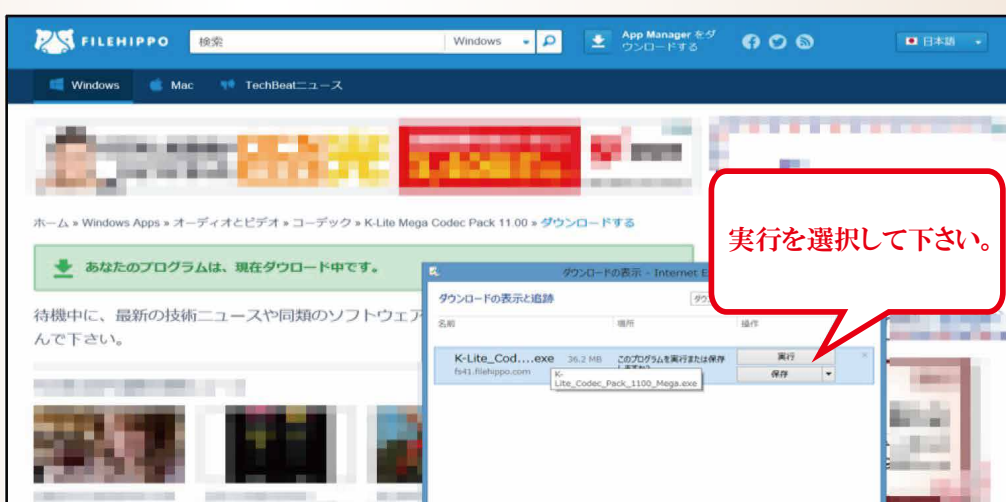 FILEHIPPO
検索
Windows
App Manager をダ
ウンロードする
日本語
Windows
Mac
TechBeatニュース
ホーム » Windows Apps » オーディオとビデオ » コーデック » K-Lite Mega Codec Pack 11.00 » ダウンロードする
実行を選択して下さい。
あなたのプログラムは、現在ダウロード中です。
待機中に、最新の技術ニュースや同類のソフトウェア
んで下さい。
ダウンロードの表示 - Internet E
ダウンロードの表示と追跡
名前
場所
操作
K-Lite_Cod....exe
36.2 MB
このプログラムを実行または保存
しますか?
fs41.filehippo.com
実行
保存
K-
Lite_Codec_Pack_1100_Mega.exe